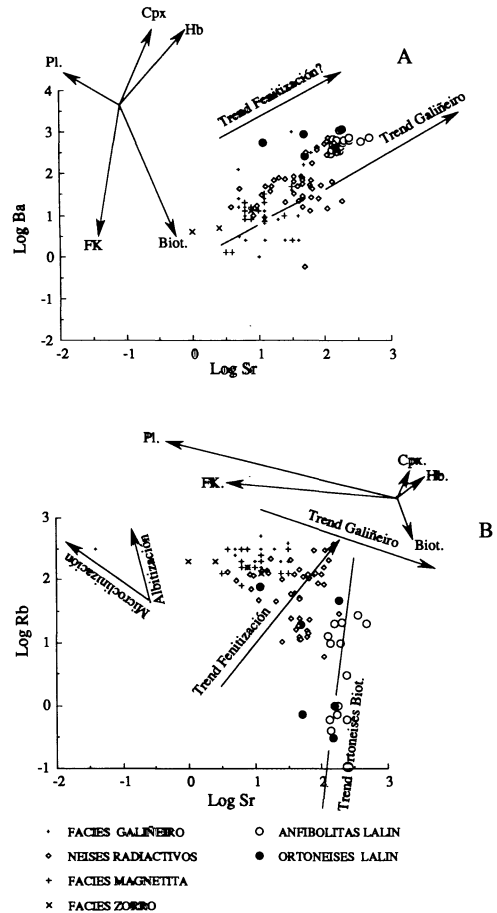 Cpx
Hb
Pl.
A
Trend Fenitización?
Trend Galiñeiro
FK
Biot.
Log Ba
4
3
2
1
0
-1
-2
-2
-1
0
1
2
3
Log Sr
Pl.
Cpx.
Hb.
FK.
B
Trend Galiñeiro
Biot.
Albitización
Microclinización
Trend Fenitización
Trend Ortoneises Biot.
Log Rb
3
2
1
0
-1
-2
-1
0
1
2
3
Log Sr
FACIES GALIÑEIRO
NEISES RADIACTIVOS
FACIES MAGNETITA
FACIES ZORRO
ANFIBOLITAS LALIN
ORTONEISES LALIN